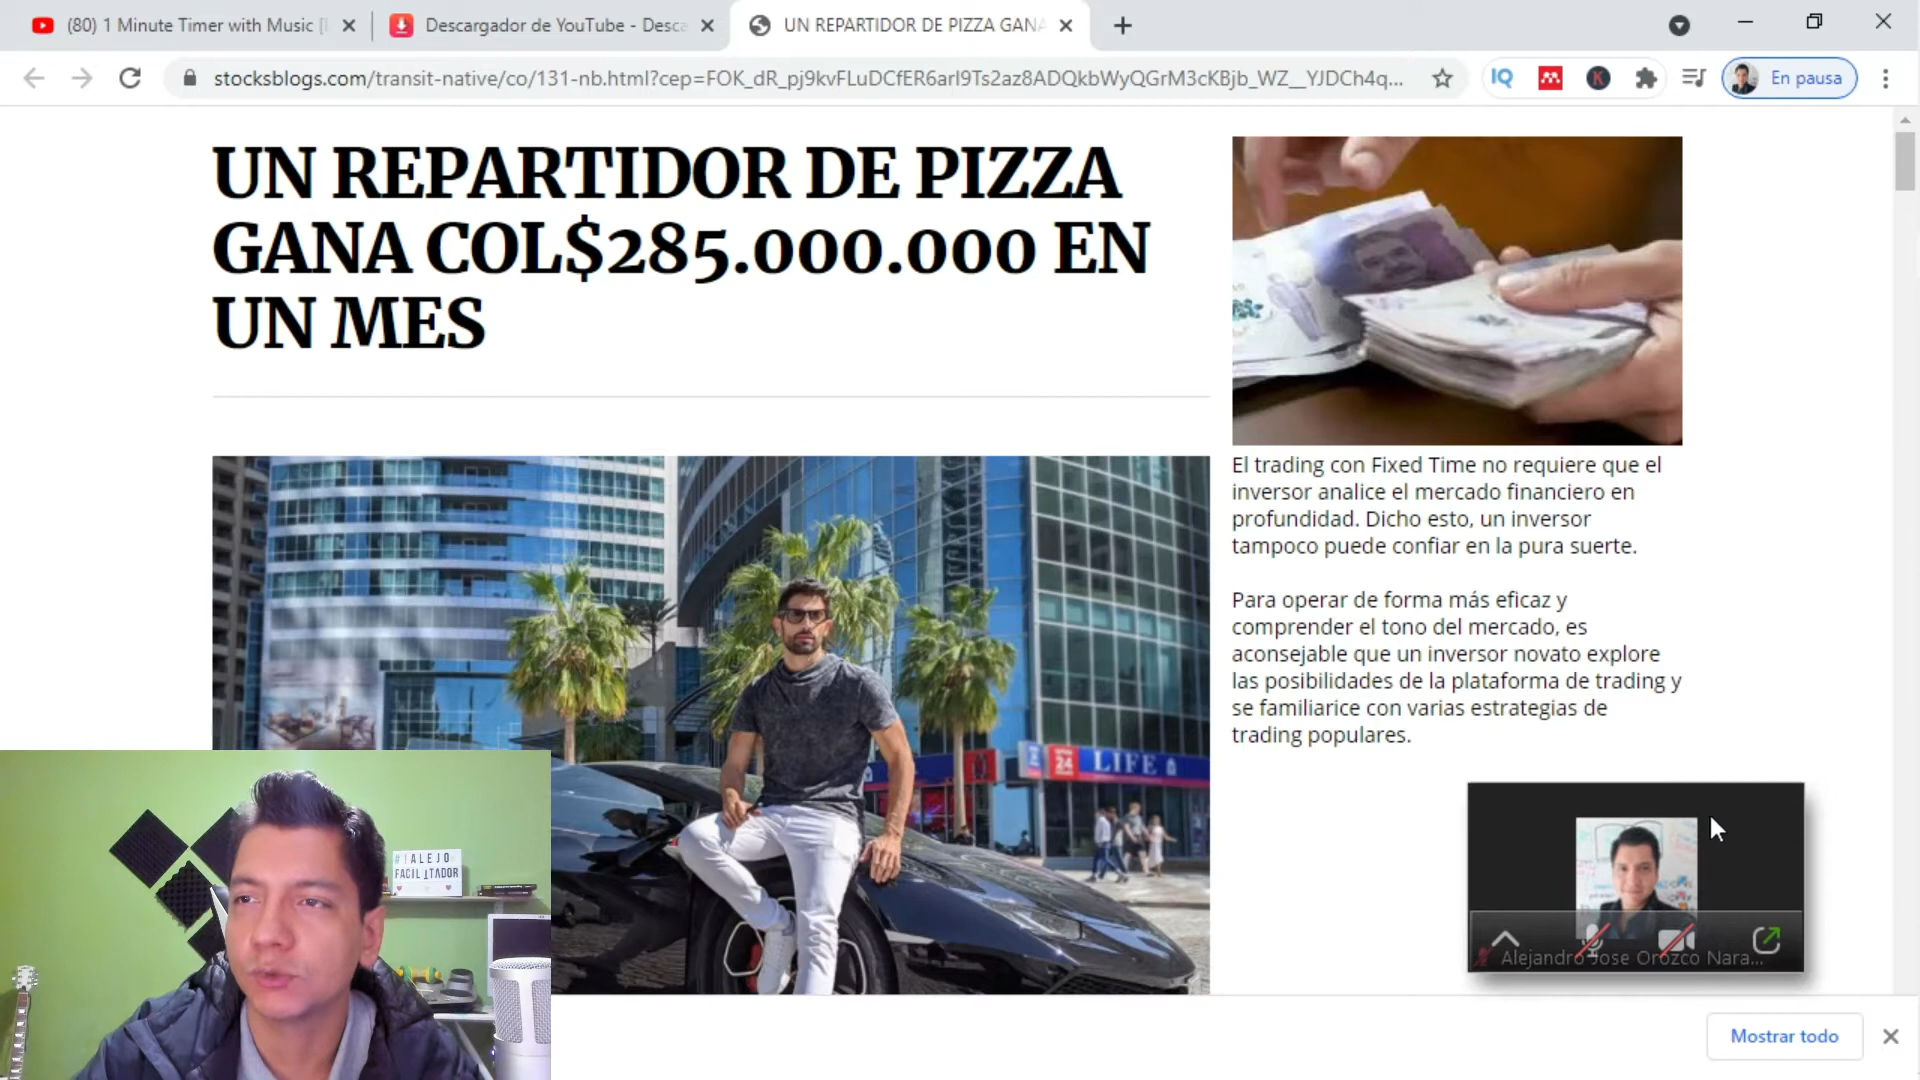 (80) 1 Minute Timer with Music [
Descargador de YouTube - Desca
UN REPARTIDOR DE PIZZA GANA
stocksblogs.com/transit-native/co/131-nb.html?cep=FOK_dR_pj9kvFLuDCfER6arI9Ts2az8ADQkbWyQGrM3cKBjb_WZ__YJDCh4q...
IQ
K
En pausa
UN REPARTIDOR DE PIZZA
GANA COL$285.000.000 EN
UN MES
El trading con Fixed Time no requiere que el
inversor analice el mercado financiero en
profundidad. Dicho esto, un inversor
tampoco puede confiar en la pura suerte.
Para operar de forma más eficaz y
comprender el tono del mercado, es
aconsejable que un inversor novato explore
las posibilidades de la plataforma de trading y
se familiarice con varias estrategias de
trading populares.
OPEN
24
LIFE
#ALEJO
FACILITADOR
Alejandro Jose Orozco Nara...
Mostrar todo